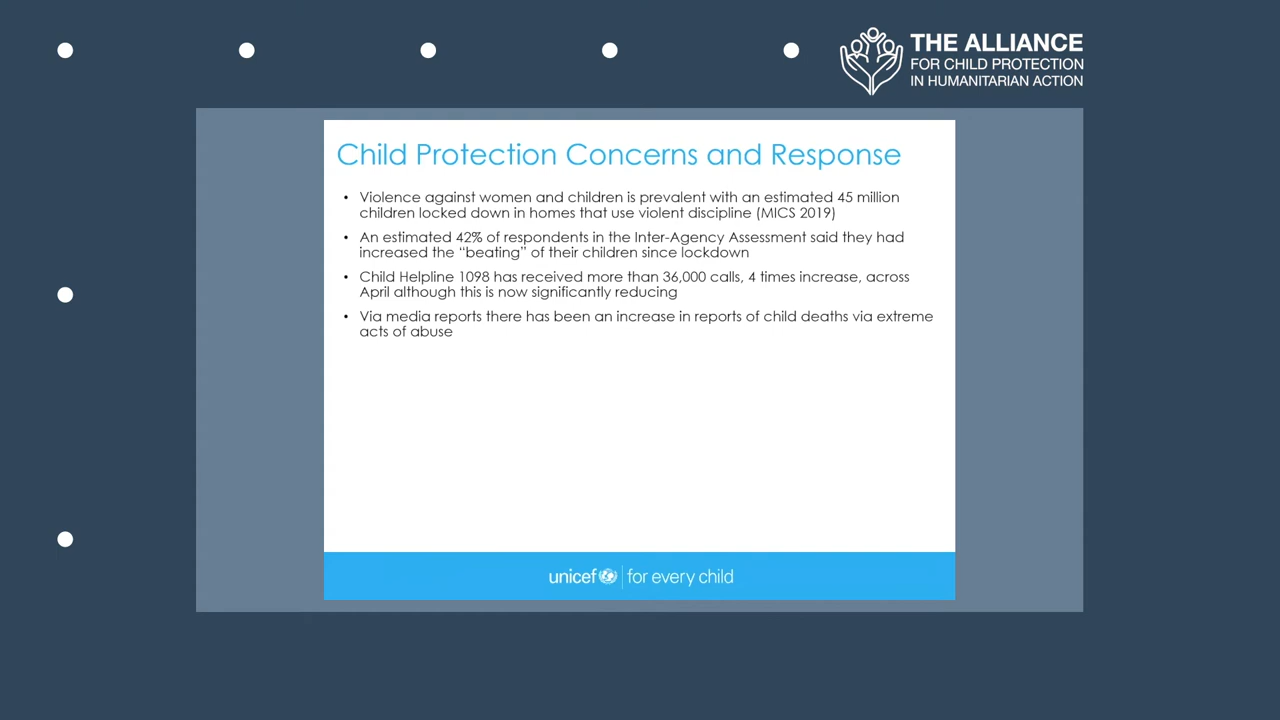 THE ALLIANCE
FOR CHILD PROTECTION
IN HUMANITARIAN ACTION
Child Protection Concerns and Response
• Violence against women and children is prevalent with an estimated 45 million
children locked down in homes that use violent discipline (MICS 2019)
• An estimated 42% of respondents in the Inter-Agency Assessment said they had
increased the “beating” of their children since lockdown
• Child Helpline 1098 has received more than 36,000 calls, 4 times increase, across
April although this is now significantly reducing
• Via media reports there has been an increase in reports of child deaths via extreme
acts of abuse
unicef for every child